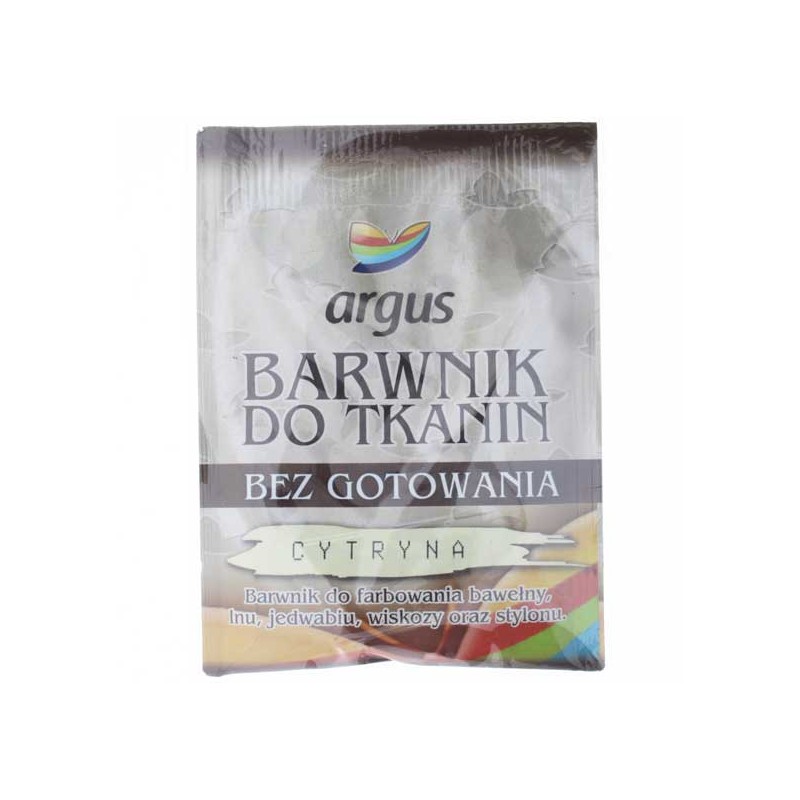 argus
BARWNIK
DO TKANIN
BEZ GOTOWANIA
CYTRYNA
Barwnik do farbowania bawełny,
lnu, jedwabiu, wiskozy oraz stylonu.